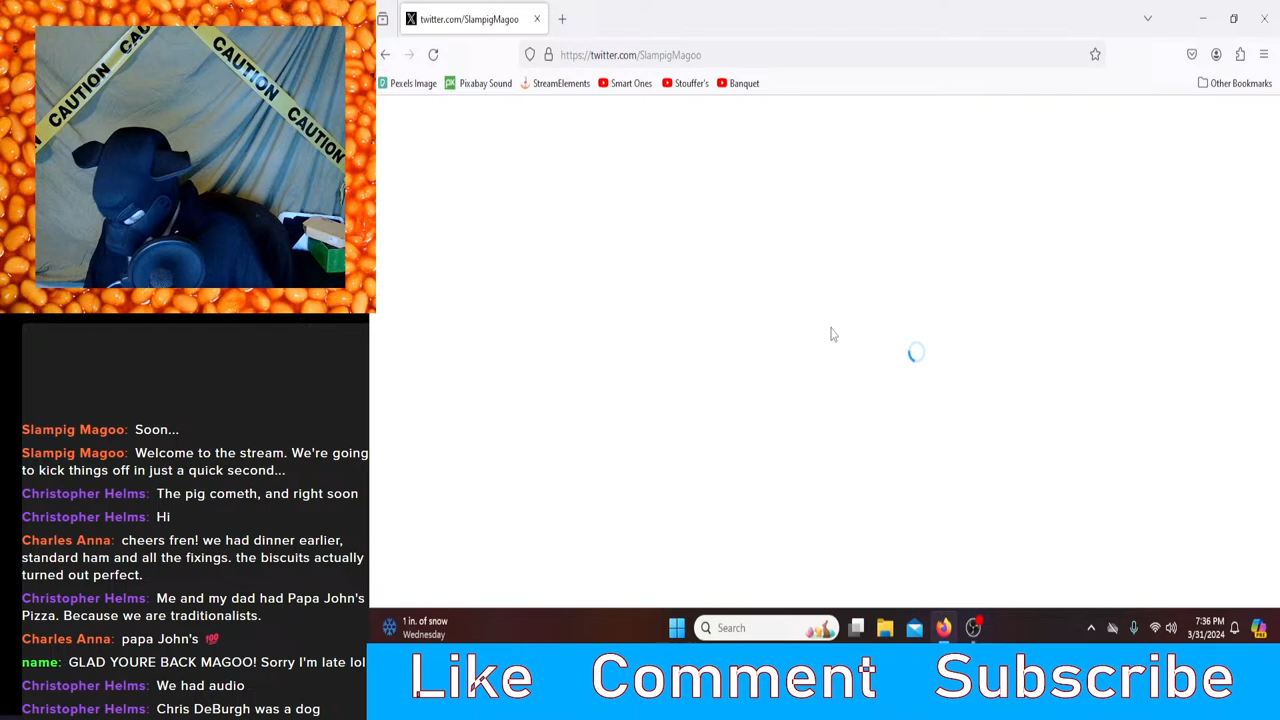 twitter.com/SlampigMagoo
https://twitter.com/SlampigMagoo
Pexels Image
px Pixabay Sound
StreamElements
Smart Ones
Stouffer's
Banquet
Other Bookmarks
CAUTION
CAUTION
CAUTION
CAUTION
Slampig Magoo: Soon...
Slampig Magoo: Welcome to the stream. We're going
to kick things off in just a quick second...
Christopher Helms: The pig cometh, and right soon
Christopher Helms: Hi
Charles Anna: cheers fren! we had dinner earlier,
standard ham and all the fixings. the biscuits actually
turned out perfect.
Christopher Helms: Me and my dad had Papa John's
Pizza. Because we are traditionalists.
Charles Anna: papa John's 💯
name: GLAD YOURE BACK MAGOO! Sorry I'm late lol
Christopher Helms: We had audio
Christopher Helms: Chris DeBurgh was a dog
1 in. of snow
Wednesday
Search
7:36 PM
3/31/2024
Like Comment Subscribe